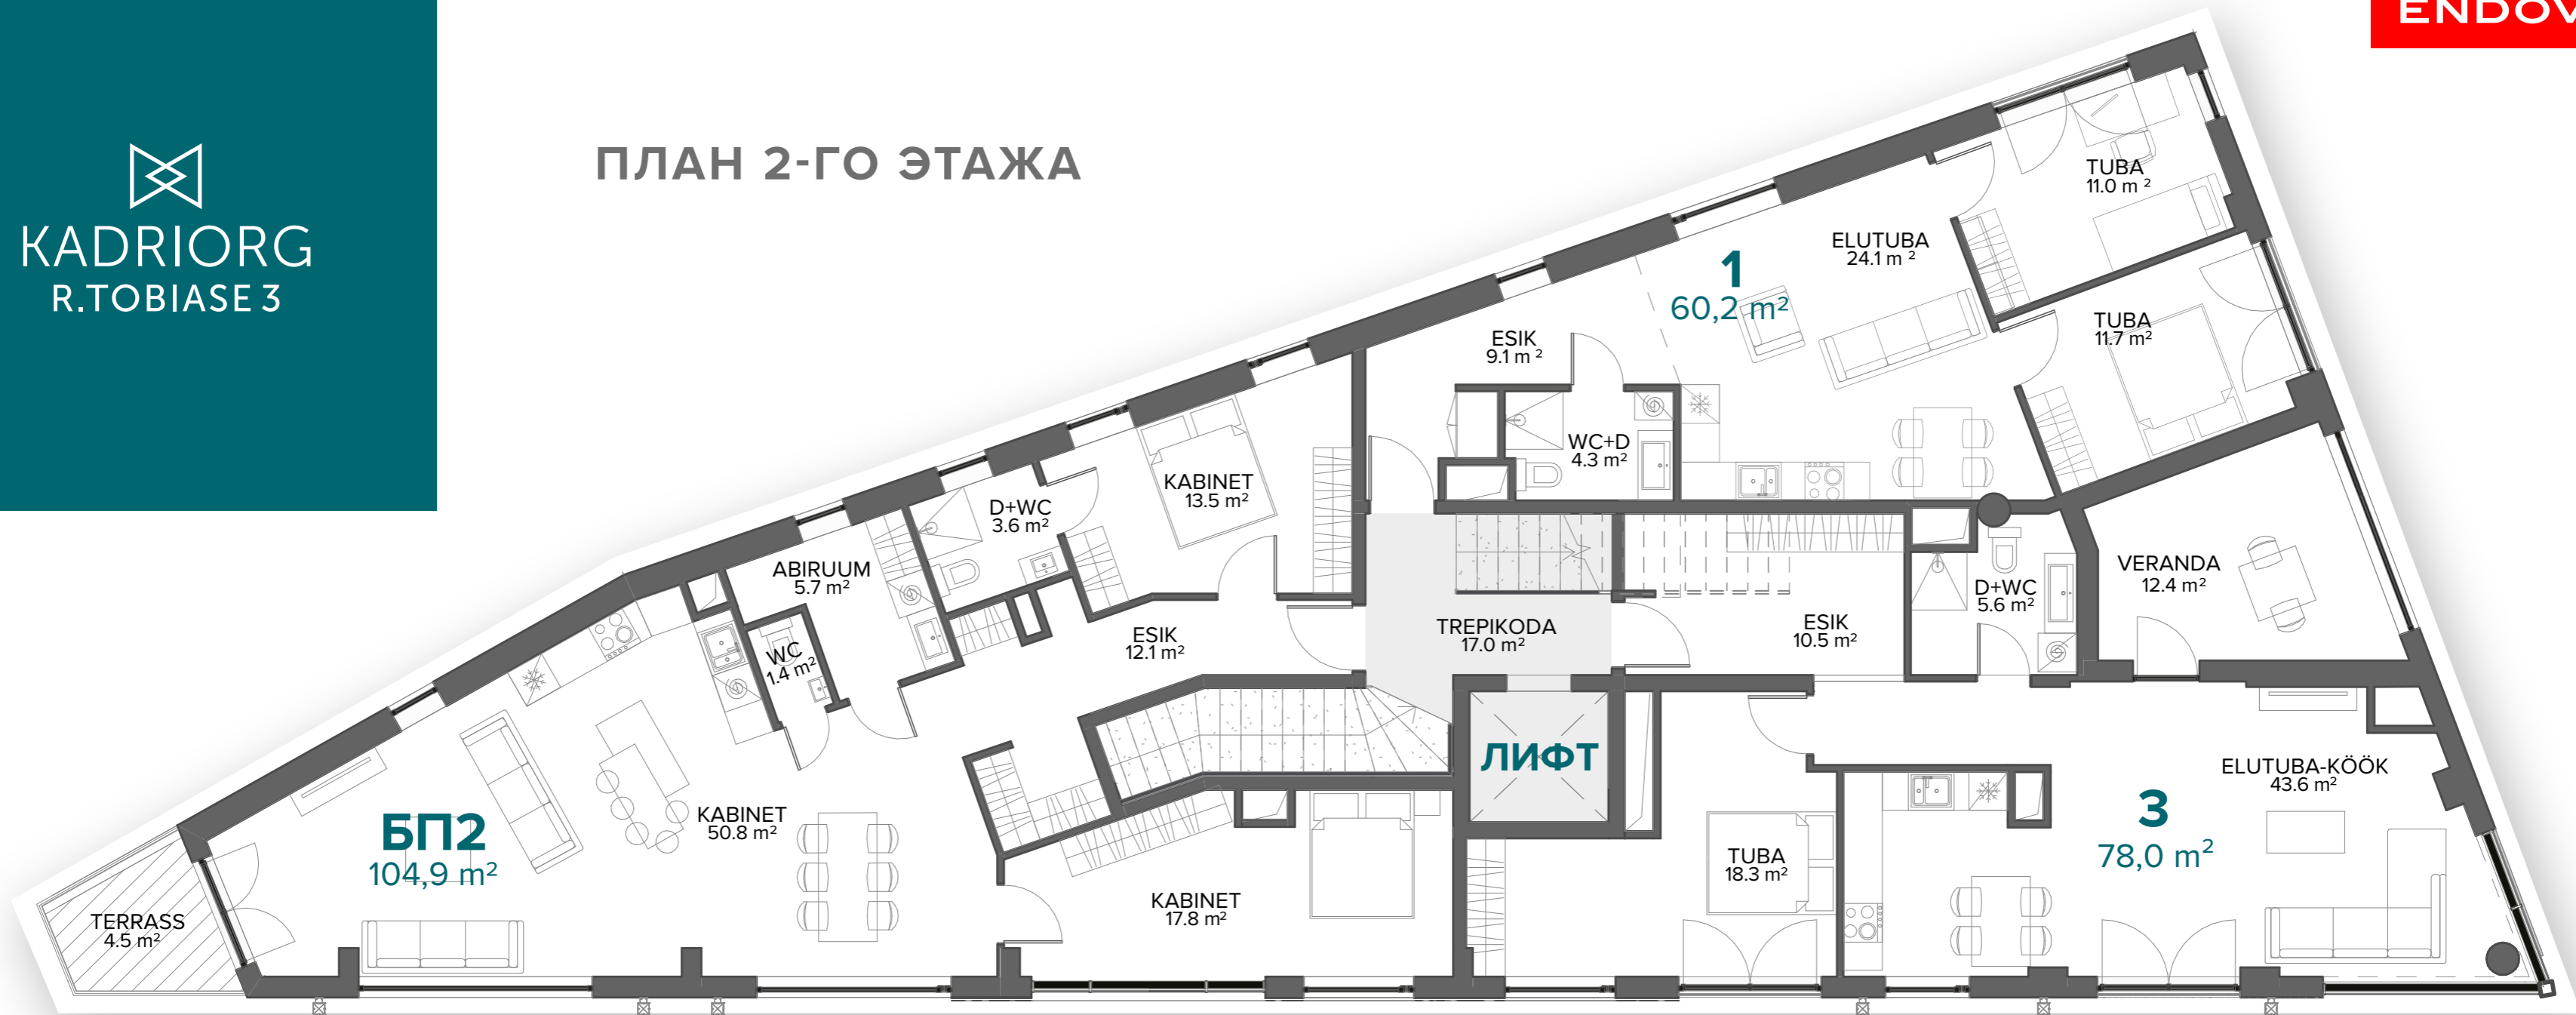 ENDOV
KADRIORG
R.TOBIASE 3
ПЛАН 2-ГО ЭТАЖА
TUBA
11.0 m ²
ELUTUBA
24.1 m ²
1
60,2 m²
TUBA
11.7 m²
ESIK
9.1 m ²
WC+D
4.3 m²
KABINET
13.5 m²
D+WC
3.6 m²
ABIRUUM
5.7 m²
WC
1.4 m²
ESIK
12.1 m²
TREPIKODA
17.0 m²
ESIK
10.5 m²
D+WC
5.6 m²
VERANDA
12.4 m²
ЛИФТ
ELUTUBA-KÖÖK
43.6 m²
3
78,0 m²
TUBA
18.3 m²
KABINET
50.8 m²
БП2
104,9 m²
KABINET
17.8 m²
TERRASS
4.5 m²